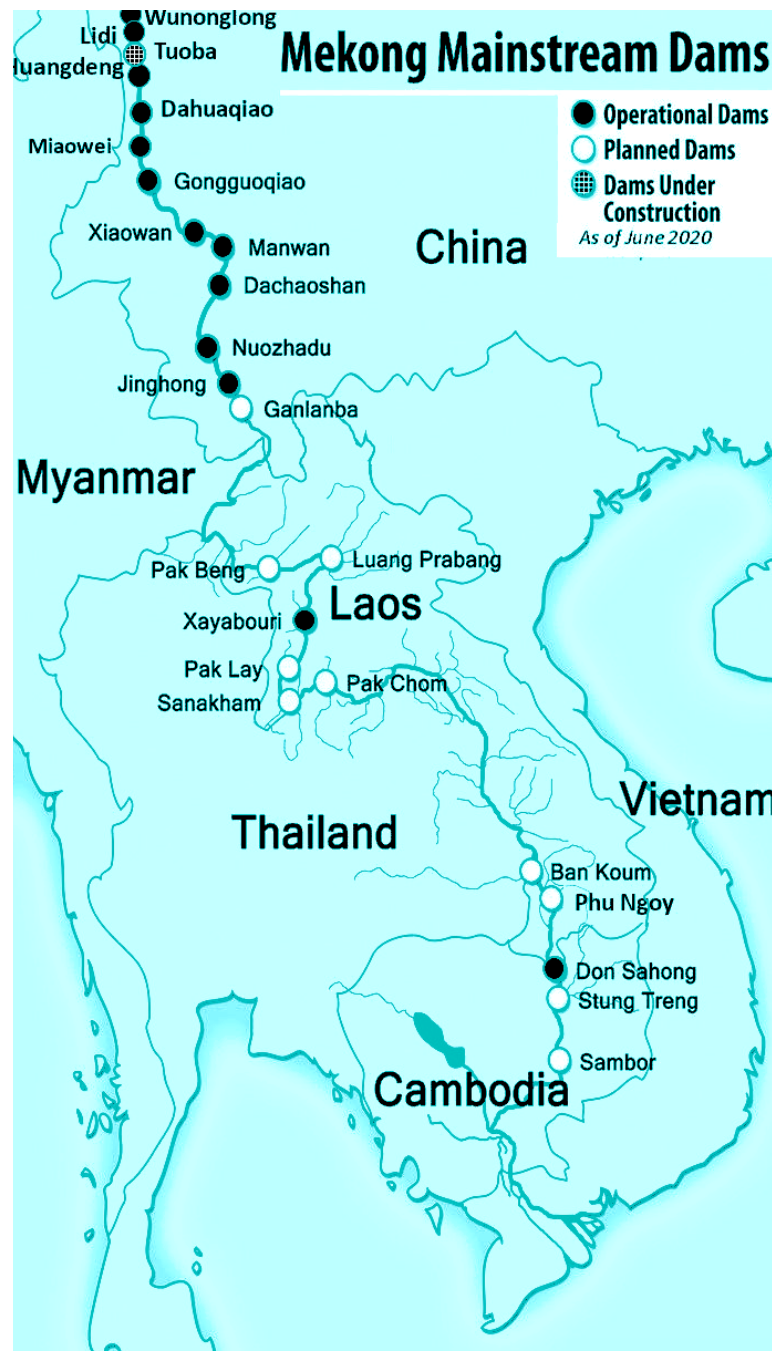 Wunonglong
Lidi
Tuoba
Huangdeng
Mekong Mainstream Dams
Operational Dams
Planned Dams
Dams Under
Construction
As of June 2020
Dahuaqiao
Miaowei
Gongguoqiao
Xiaowan
Manwan
China
Dachaoshan
Nuozhadu
Jinghong
Ganlanba
Myanmar
Pak Beng
Luang Prabang
Laos
Xayabouri
Pak Lay
Pak Chom
Sanakham
Vietnam
Thailand
Ban Koum
Phu Ngoy
Don Sahong
Stung Treng
Sambor
Cambodia